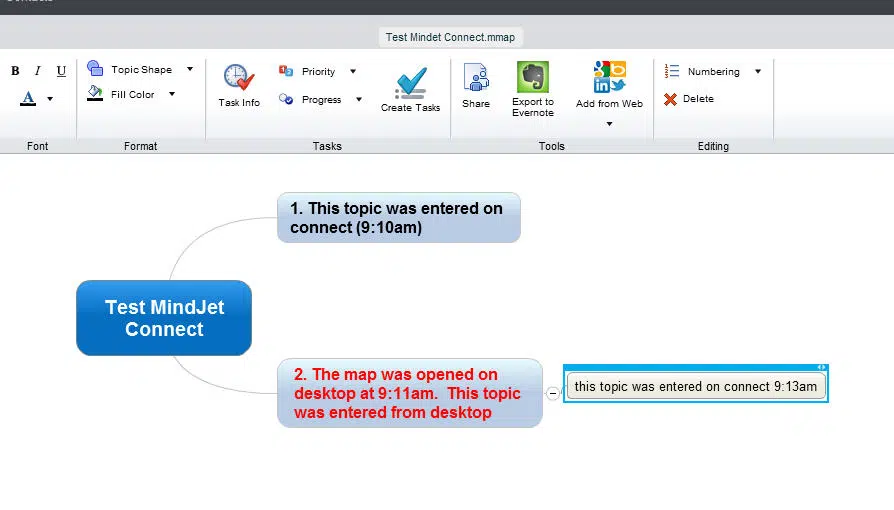 Test Mindet Connect.mmap
B I U Topic Shape Priority Numbering
A Fill Color Progress Delete
Task Info Create Tasks Share Export to Evernote Add from Web
Font Format Tasks Tools Editing
1. This topic was entered on
connect (9:10am)
Test MindJet
Connect
2. The map was opened on
desktop at 9:11am. This topic
was entered from desktop
this topic was entered on connect 9:13am